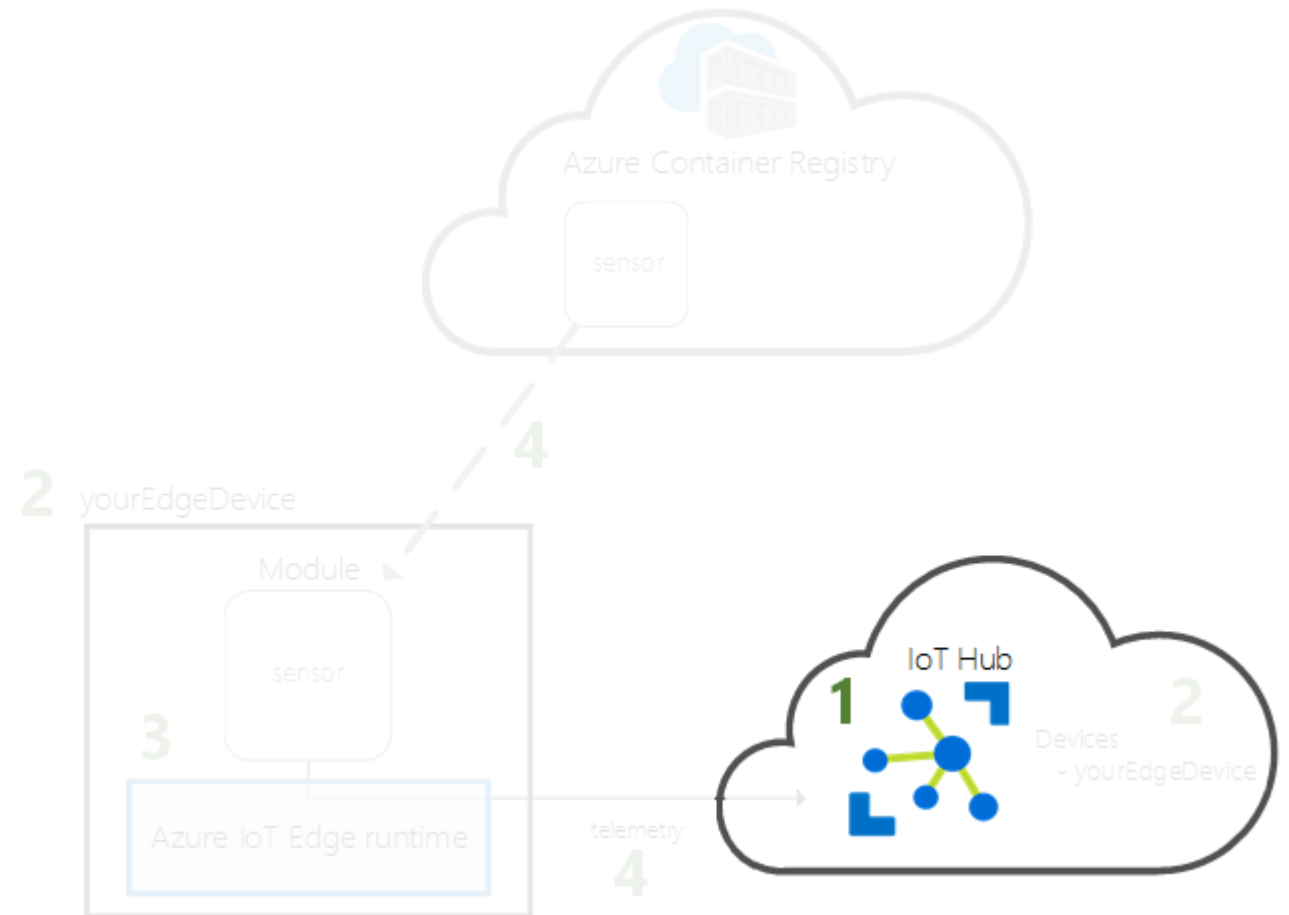 Azure Container Registry
sensor
4
2 yourEdgeDevice
Module
sensor
3
Azure IoT Edge runtime
telemetry
4
IoT Hub
1
2
Devices
- yourEdgeDevice